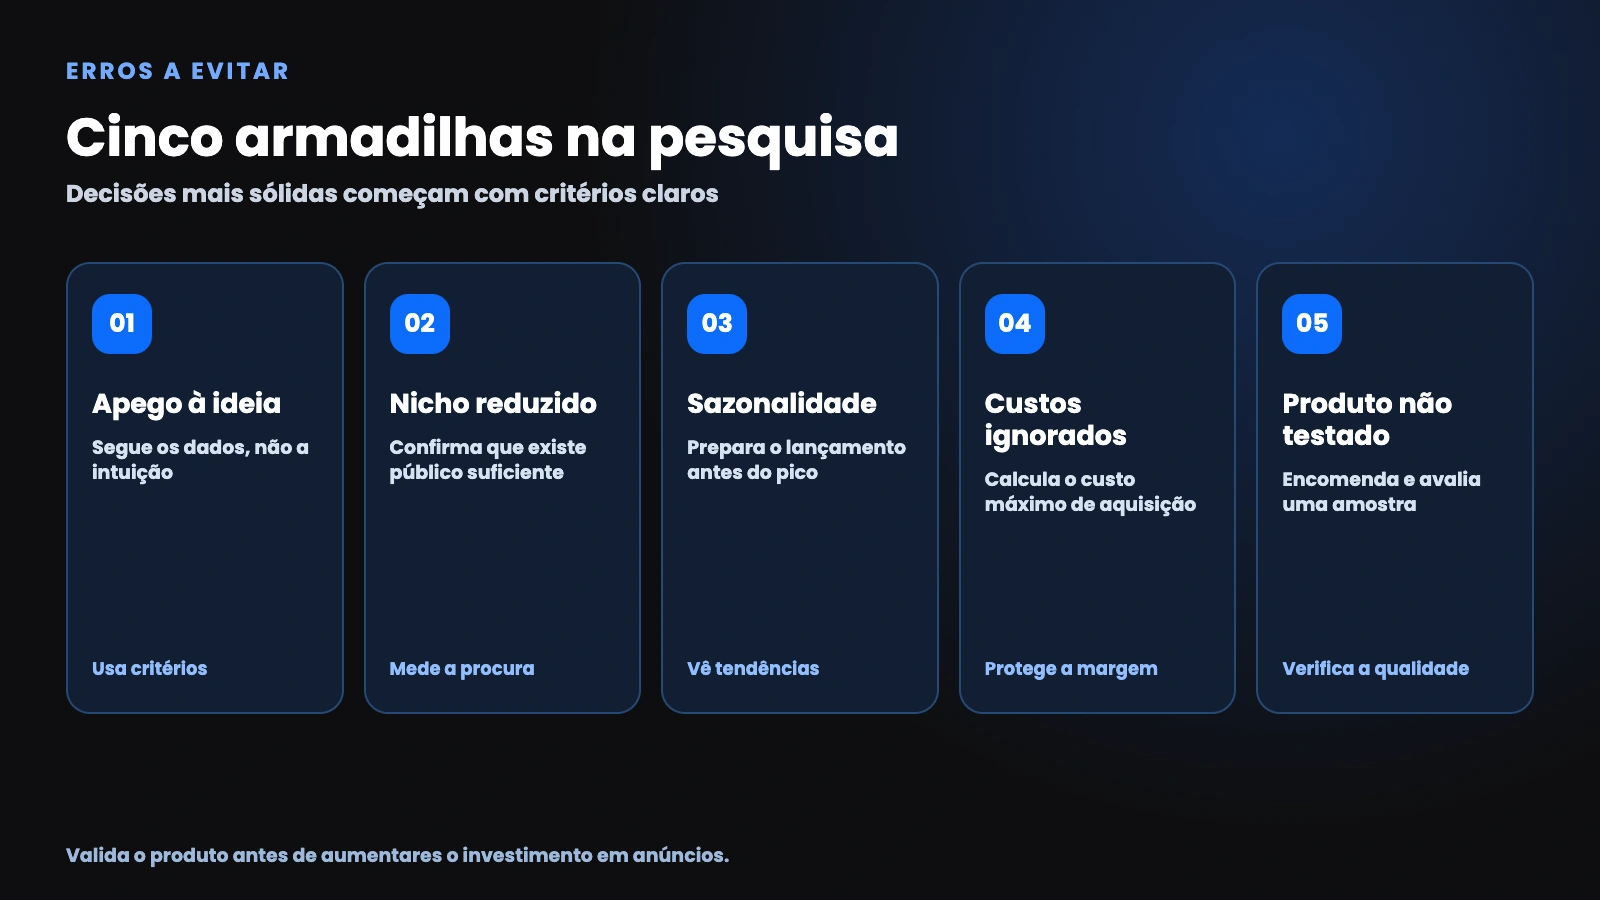 ERROS A EVITAR
Cinco armadilhas na pesquisa
Decisões mais sólidas começam com critérios claros
01
Apego à ideia
Segue os dados, não a
intuição
Usa critérios
02
Nicho reduzido
Confirma que existe
público suficiente
Mede a procura
03
Sazonalidade
Prepara o lançamento
antes do pico
Vê tendências
04
Custos
ignorados
Calcula o custo
máximo de aquisição
Protege a margem
05
Produto não
testado
Encomenda e avalia
uma amostra
Verifica a qualidade
Valida o produto antes de aumentares o investimento em anúncios.